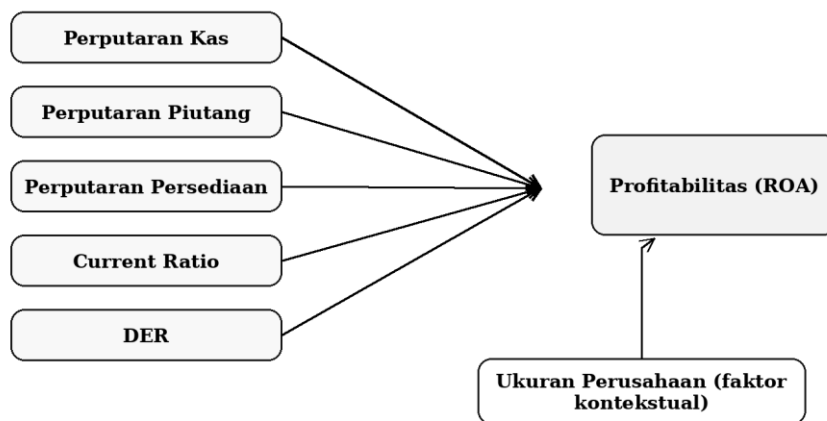 Perputaran Kas
Perputaran Piutang
Perputaran Persediaan
Current Ratio
DER
Profitabilitas (ROA)
Ukuran Perusahaan (faktor
kontekstual)